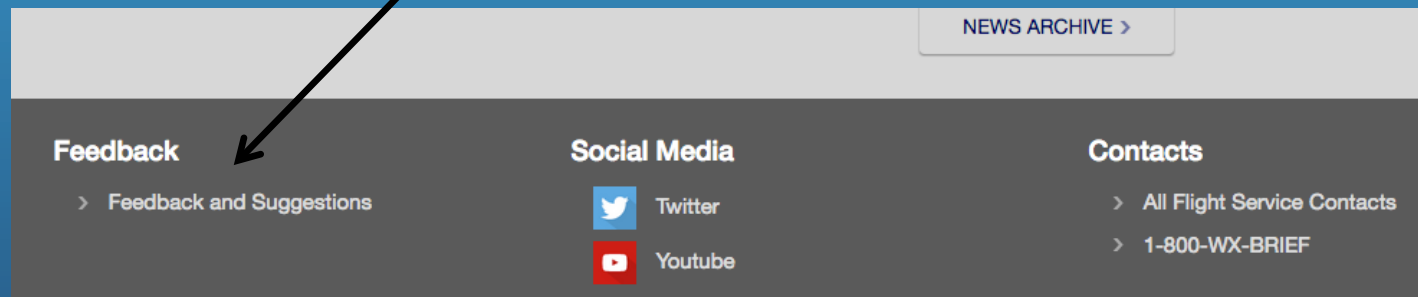 NEWS ARCHIVE >
Feedback
> Feedback and Suggestions
Social Media
Twitter
Youtube
Contacts
> All Flight Service Contacts
> 1-800-WX-BRIEF